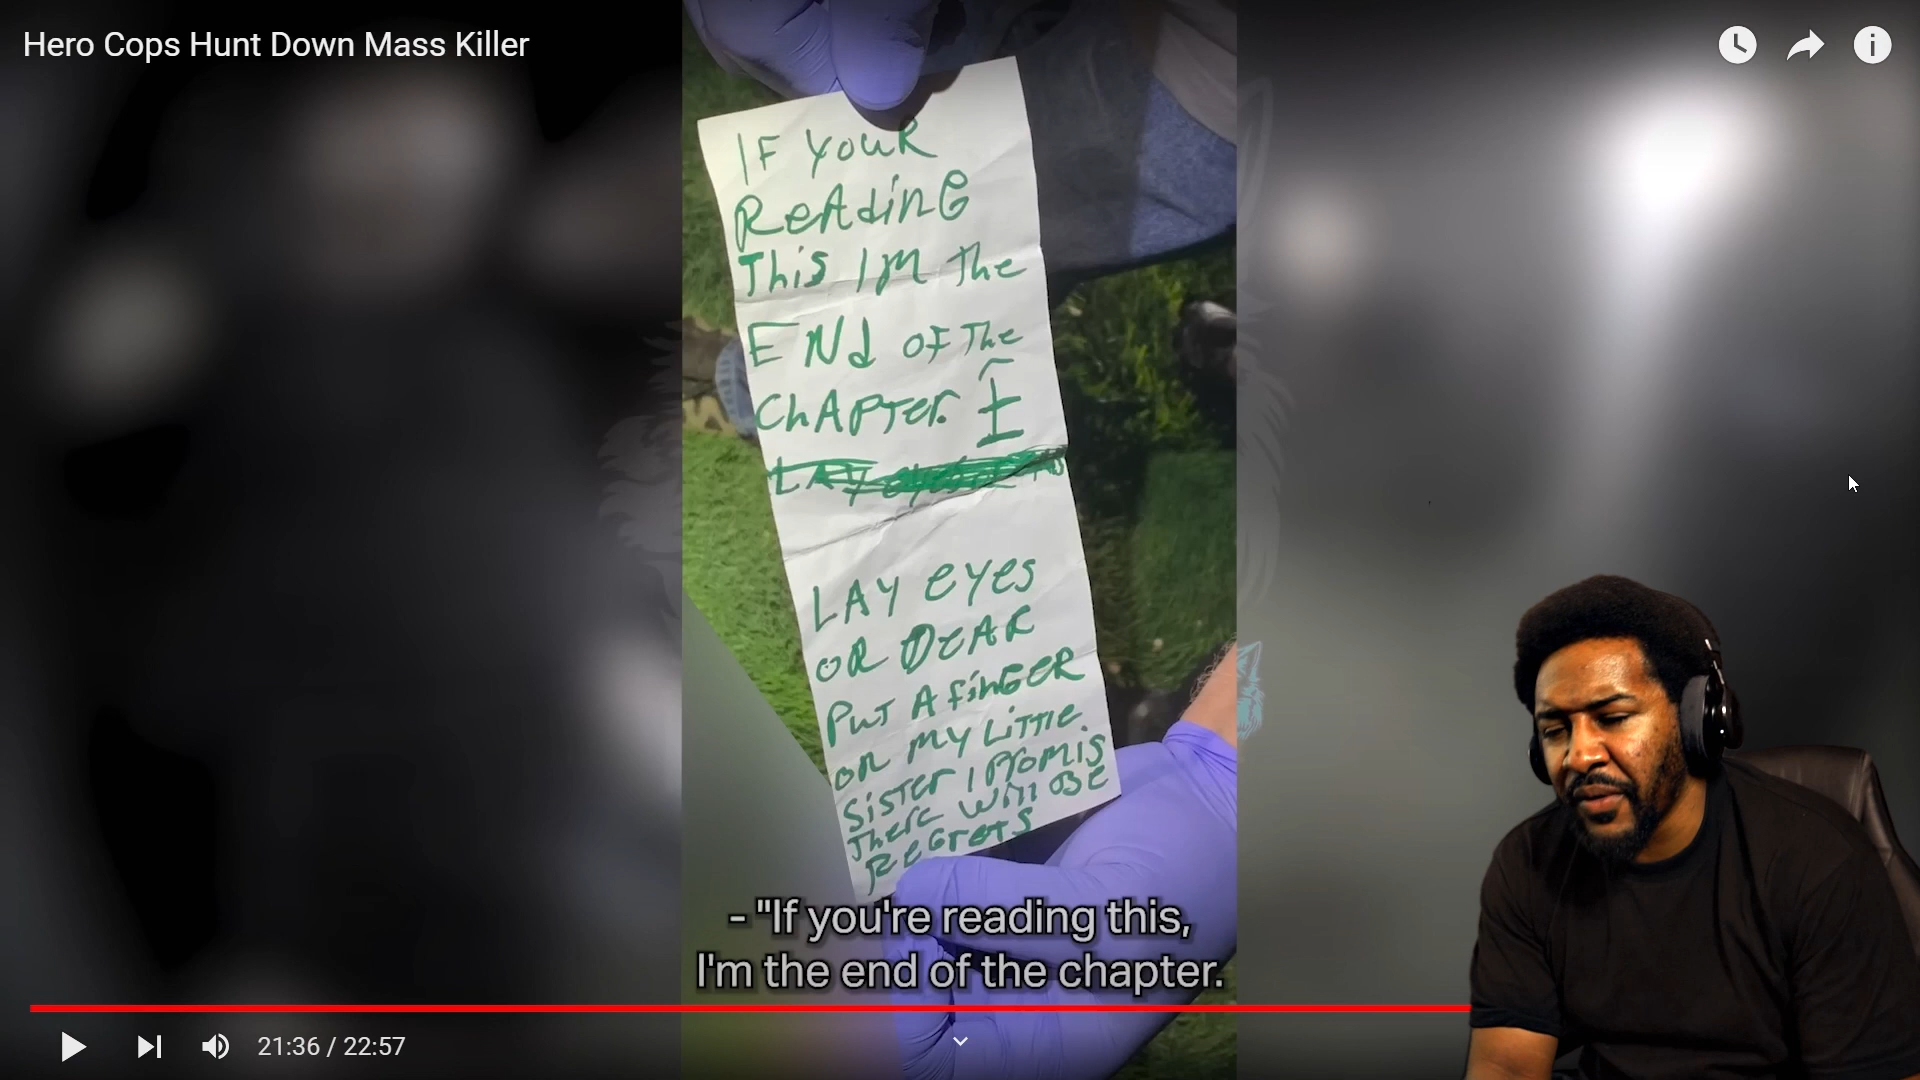 Hero Cops Hunt Down Mass Killer
IF YouR
ReAdinG
This I'M The
ENd oF The
ChAPTer. I
LAY eyes
LAY eyes
OR DeAR
PuT A finGER
on MY LiTTle
SiSTer I PRoMiS
There Will BE
ReGreTS
- "If you're reading this,
I'm the end of the chapter.
21:36 / 22:57